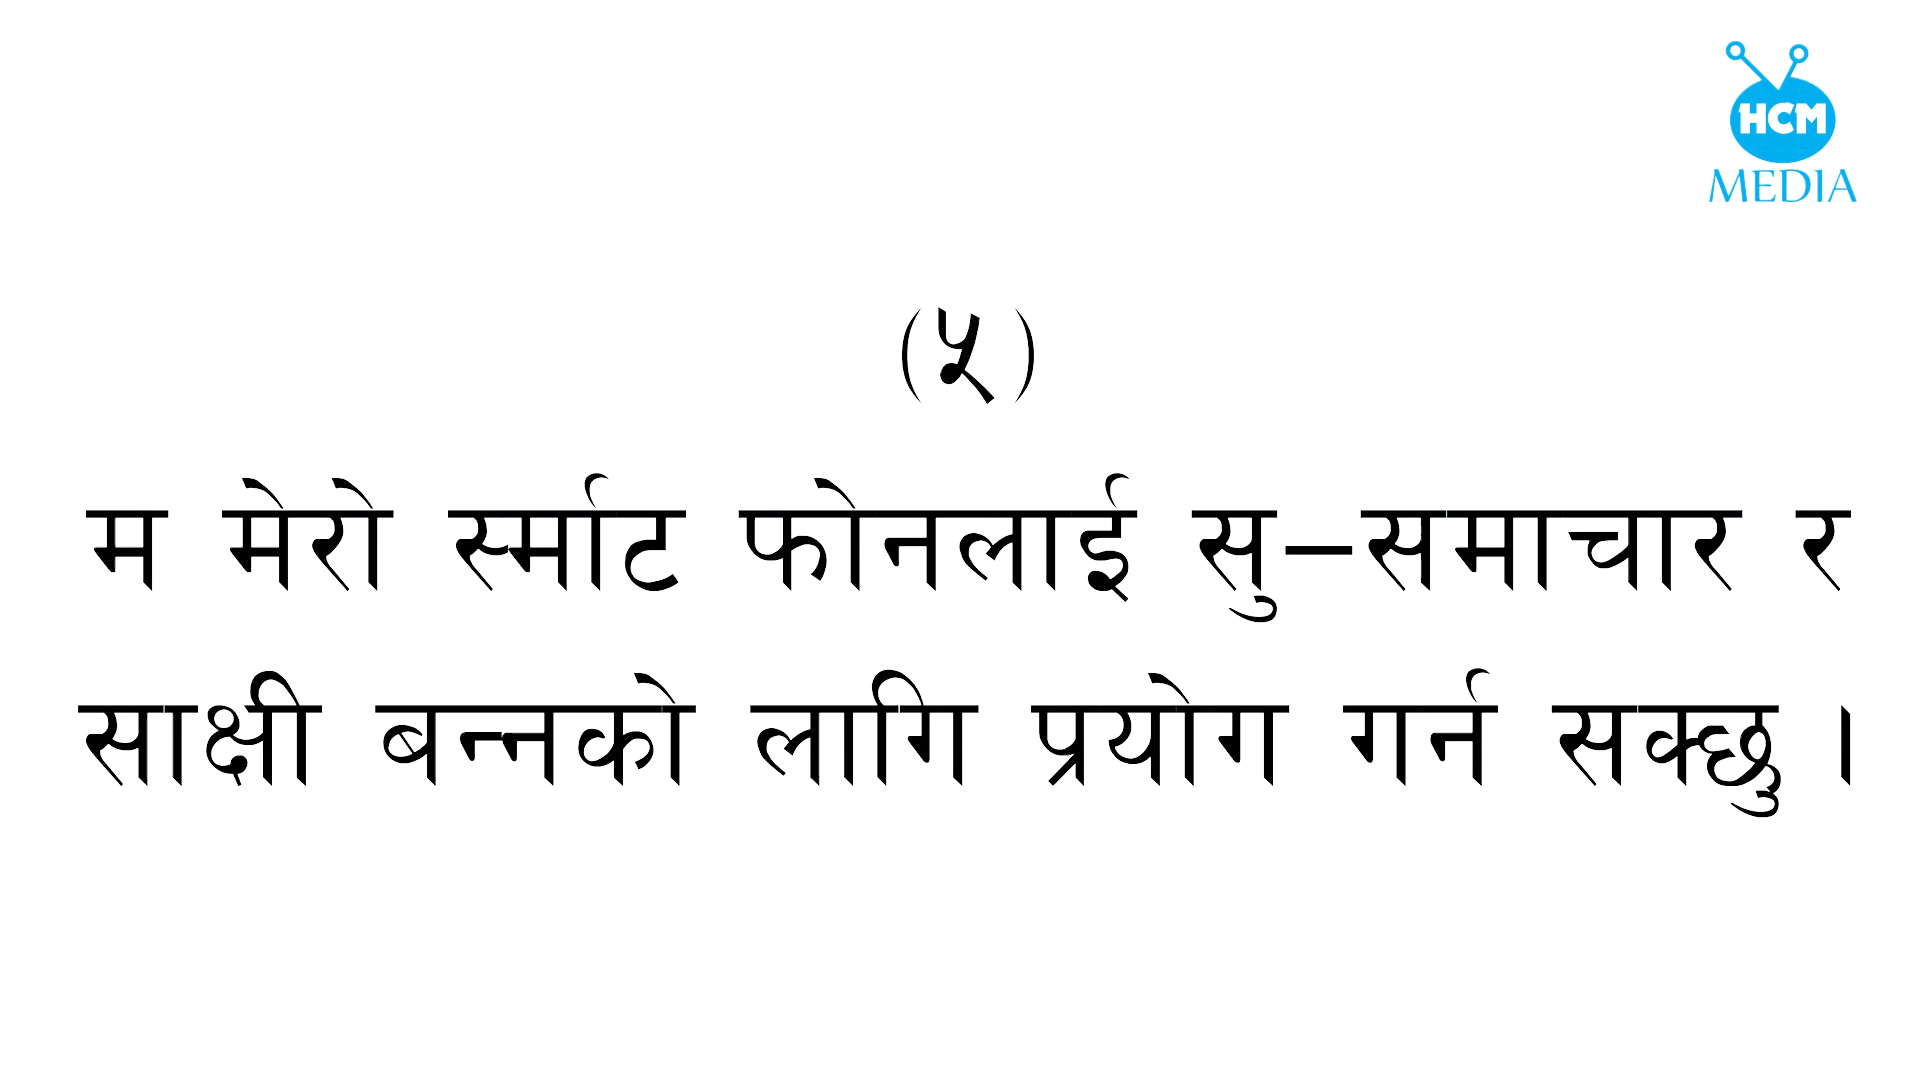 HCM
MEDIA
(५)
म मेरो स्र्माट फोनलाई सु–समाचार र
साक्षी बन्नको लागि प्रयोग गर्न सक्छु ।